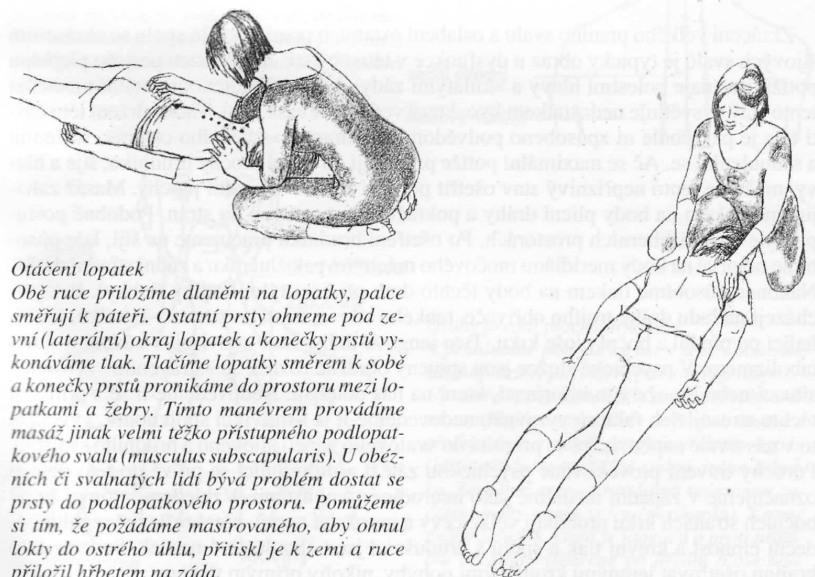 Otáčení lopatek
Obě ruce přiložíme dlaněmi na lopatky, palce
směřují k páteři. Ostatní prsty ohneme pod ze-
vní (laterální) okraj lopatek a konečky prstů vy-
konáváme tlak. Tlačíme lopatky směrem k sobě
a konečky prstů pronikáme do prostoru mezi lo-
patkami a žebry. Tímto manévrem provádíme
masáž jinak velmi těžko přístupného podlopat-
kového svalu (musculus subscapularis). U obéz-
ních či svalnatých lidí bývá problém dostat se
prsty do podlopatkového prostoru. Pomůžeme
si tím, že požádáme masírovaného, aby ohnul
lokty do ostrého úhlu, přitiskl je k zemi a ruce
přiložil hřbetem na záda.